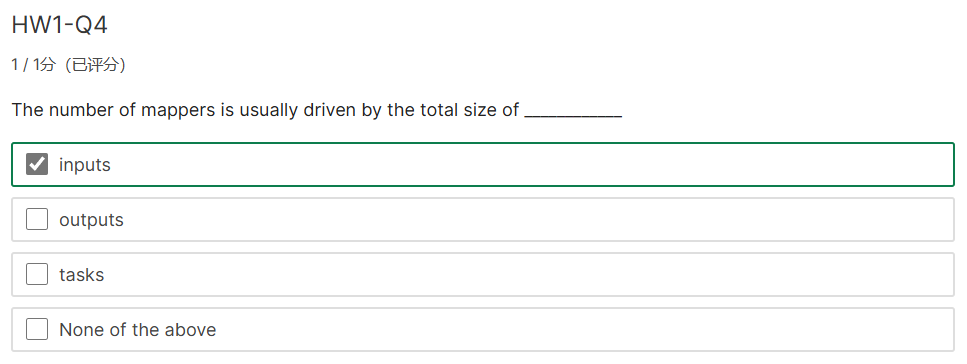 HW1-Q4
1 / 1分 (已评分)
The number of mappers is usually driven by the total size of ____________
inputs
outputs
tasks
None of the above